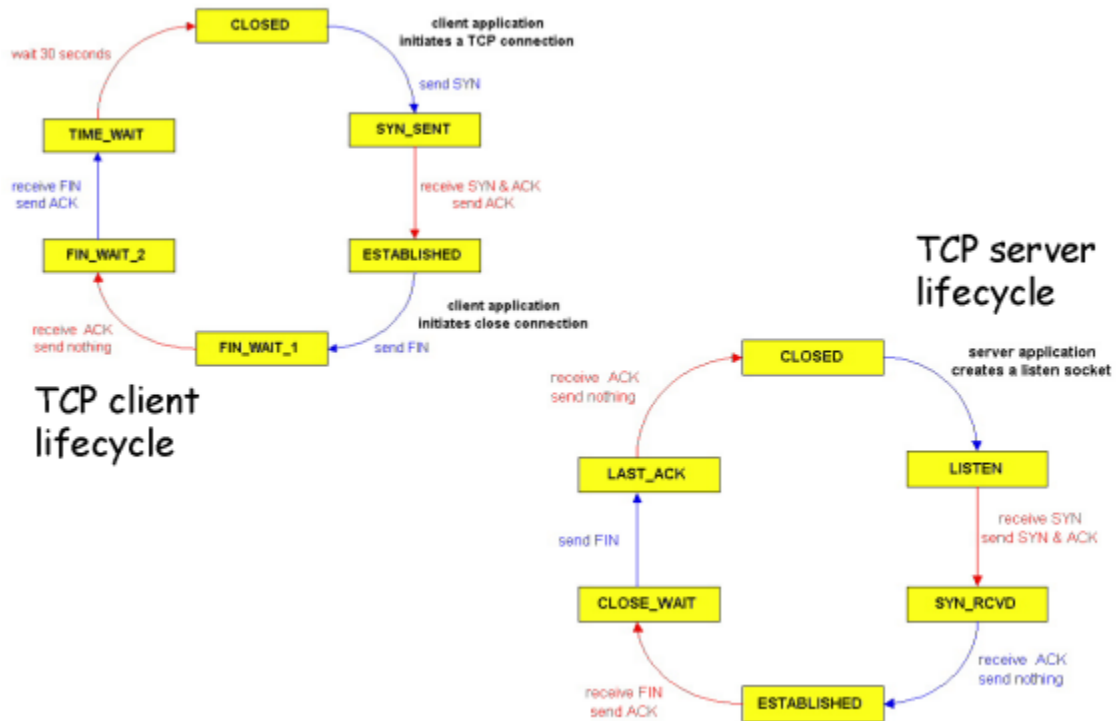 CLOSED
client application
initiates a TCP connection
wait 30 seconds
send SYN
TIME_WAIT
SYN_SENT
receive FIN
send ACK
receive SYN & ACK
send ACK
FIN_WAIT_2
ESTABLISHED
client application
initiates close connection
receive ACK
send nothing
FIN_WAIT_1
send FIN
TCP client
lifecycle
TCP server
lifecycle
CLOSED
server application
creates a listen socket
receive ACK
send nothing
LAST_ACK
LISTEN
send FIN
receive SYN
send SYN & ACK
CLOSE_WAIT
SYN_RCVD
receive FIN
send ACK
receive ACK
send nothing
ESTABLISHED